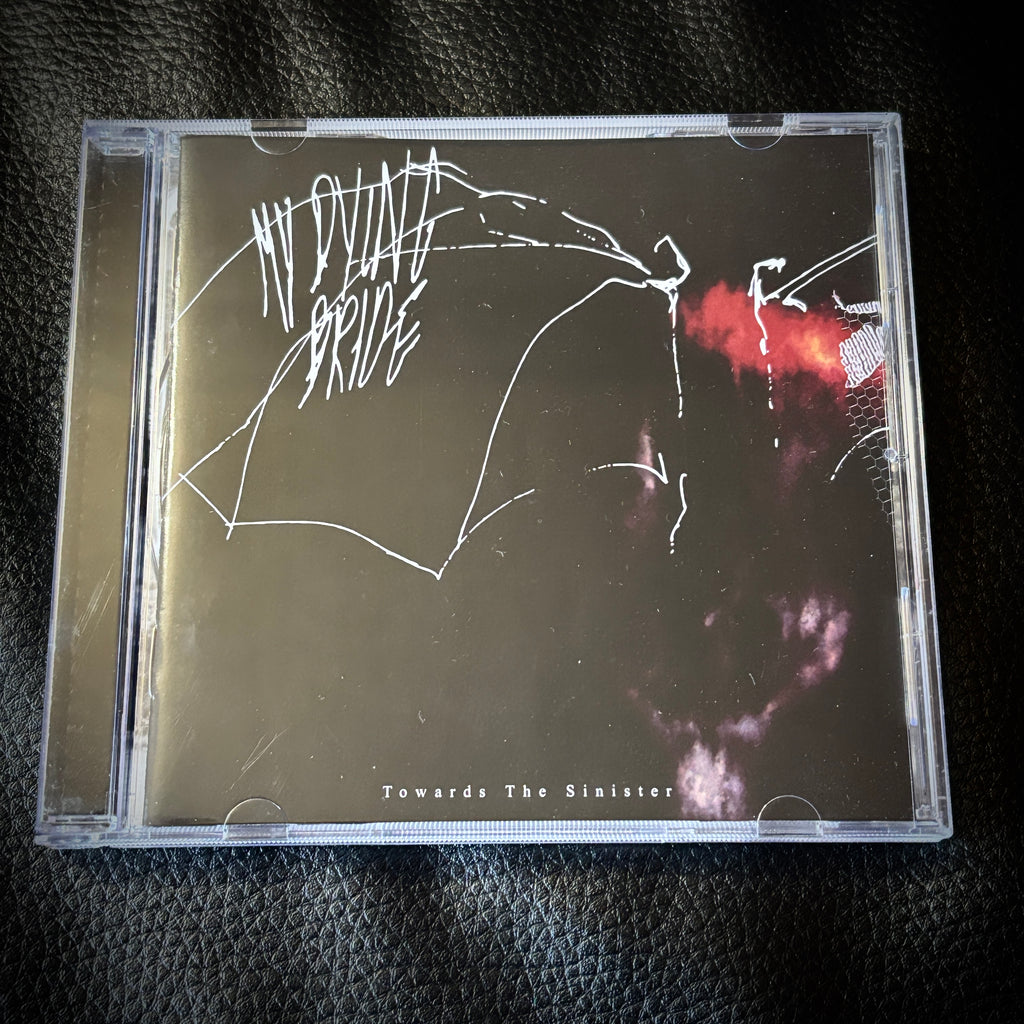 MY DYING
BRIDE
Towards The Sinister